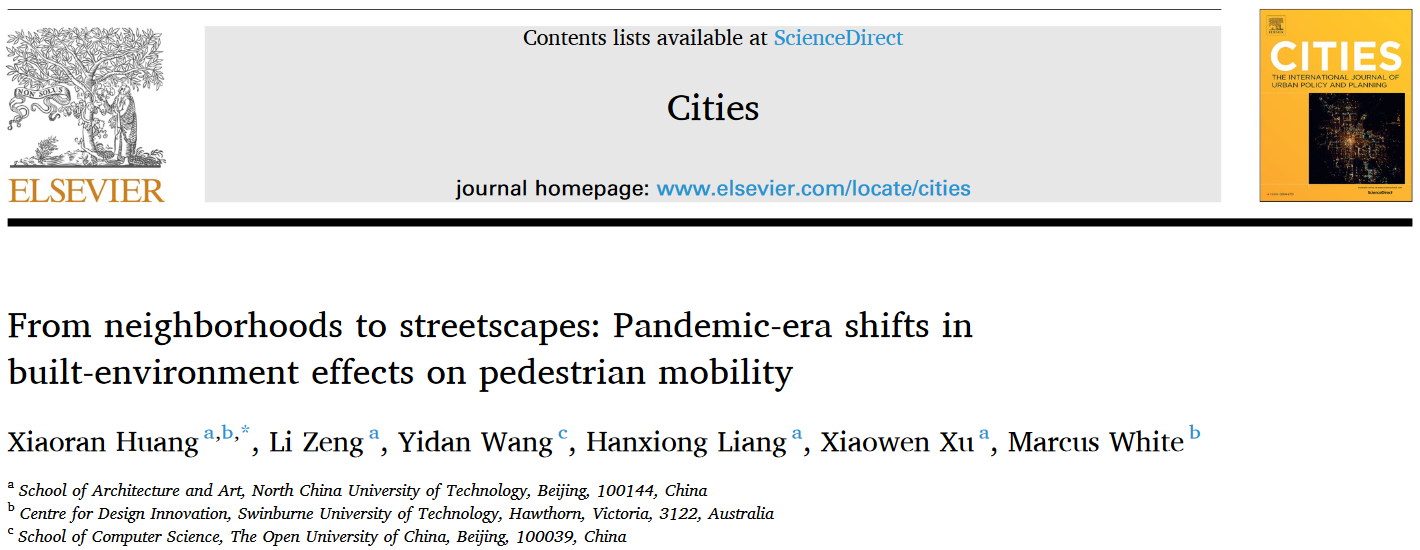 Contents lists available at ScienceDirect
Cities
journal homepage: www.elsevier.com/locate/cities
NON SOLUS
ELSEVIER
CITIES
THE INTERNATIONAL JOURNAL OF
URBAN POLICY AND PLANNING
ScienceDirect
From neighborhoods to streetscapes: Pandemic-era shifts in
built-environment effects on pedestrian mobility
Xiaoran Huang a,b,*, Li Zeng a, Yidan Wang c, Hanxiong Liang a, Xiaowen Xu a, Marcus White b
a School of Architecture and Art, North China University of Technology, Beijing, 100144, China
b Centre for Design Innovation, Swinburne University of Technology, Hawthorn, Victoria, 3122, Australia
c School of Computer Science, The Open University of China, Beijing, 100039, China